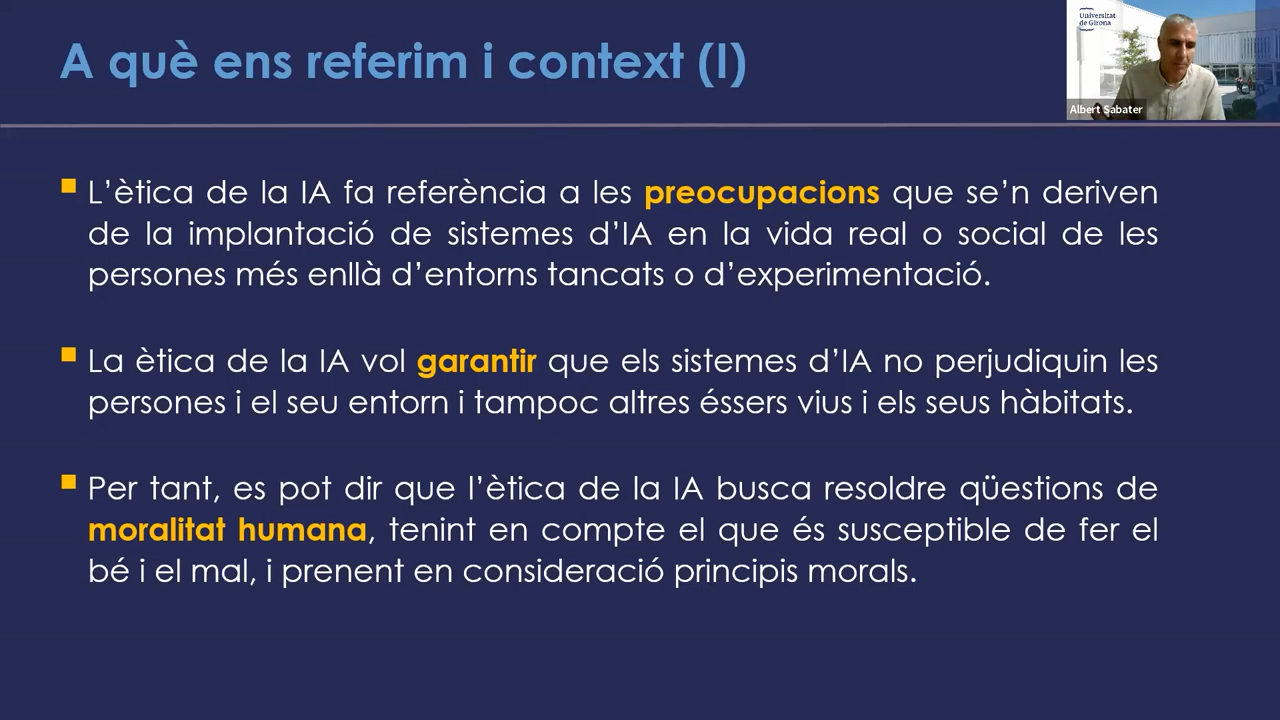 A què ens referim i context (I)
Universitat
de Girona
Albert Sabater
L’ètica de la IA fa referència a les preocupacions que se’n deriven
de la implantació de sistemes d’IA en la vida real o social de les
persones més enllà d’entorns tancats o d’experimentació.
La ètica de la IA vol garantir que els sistemes d’IA no perjudiquin les
persones i el seu entorn i tampoc altres éssers vius i els seus hàbitats.
Per tant, es pot dir que l’ètica de la IA busca resoldre qüestions de
moralitat humana, tenint en compte el que és susceptible de fer el
bé i el mal, i prenent en consideració principis morals.